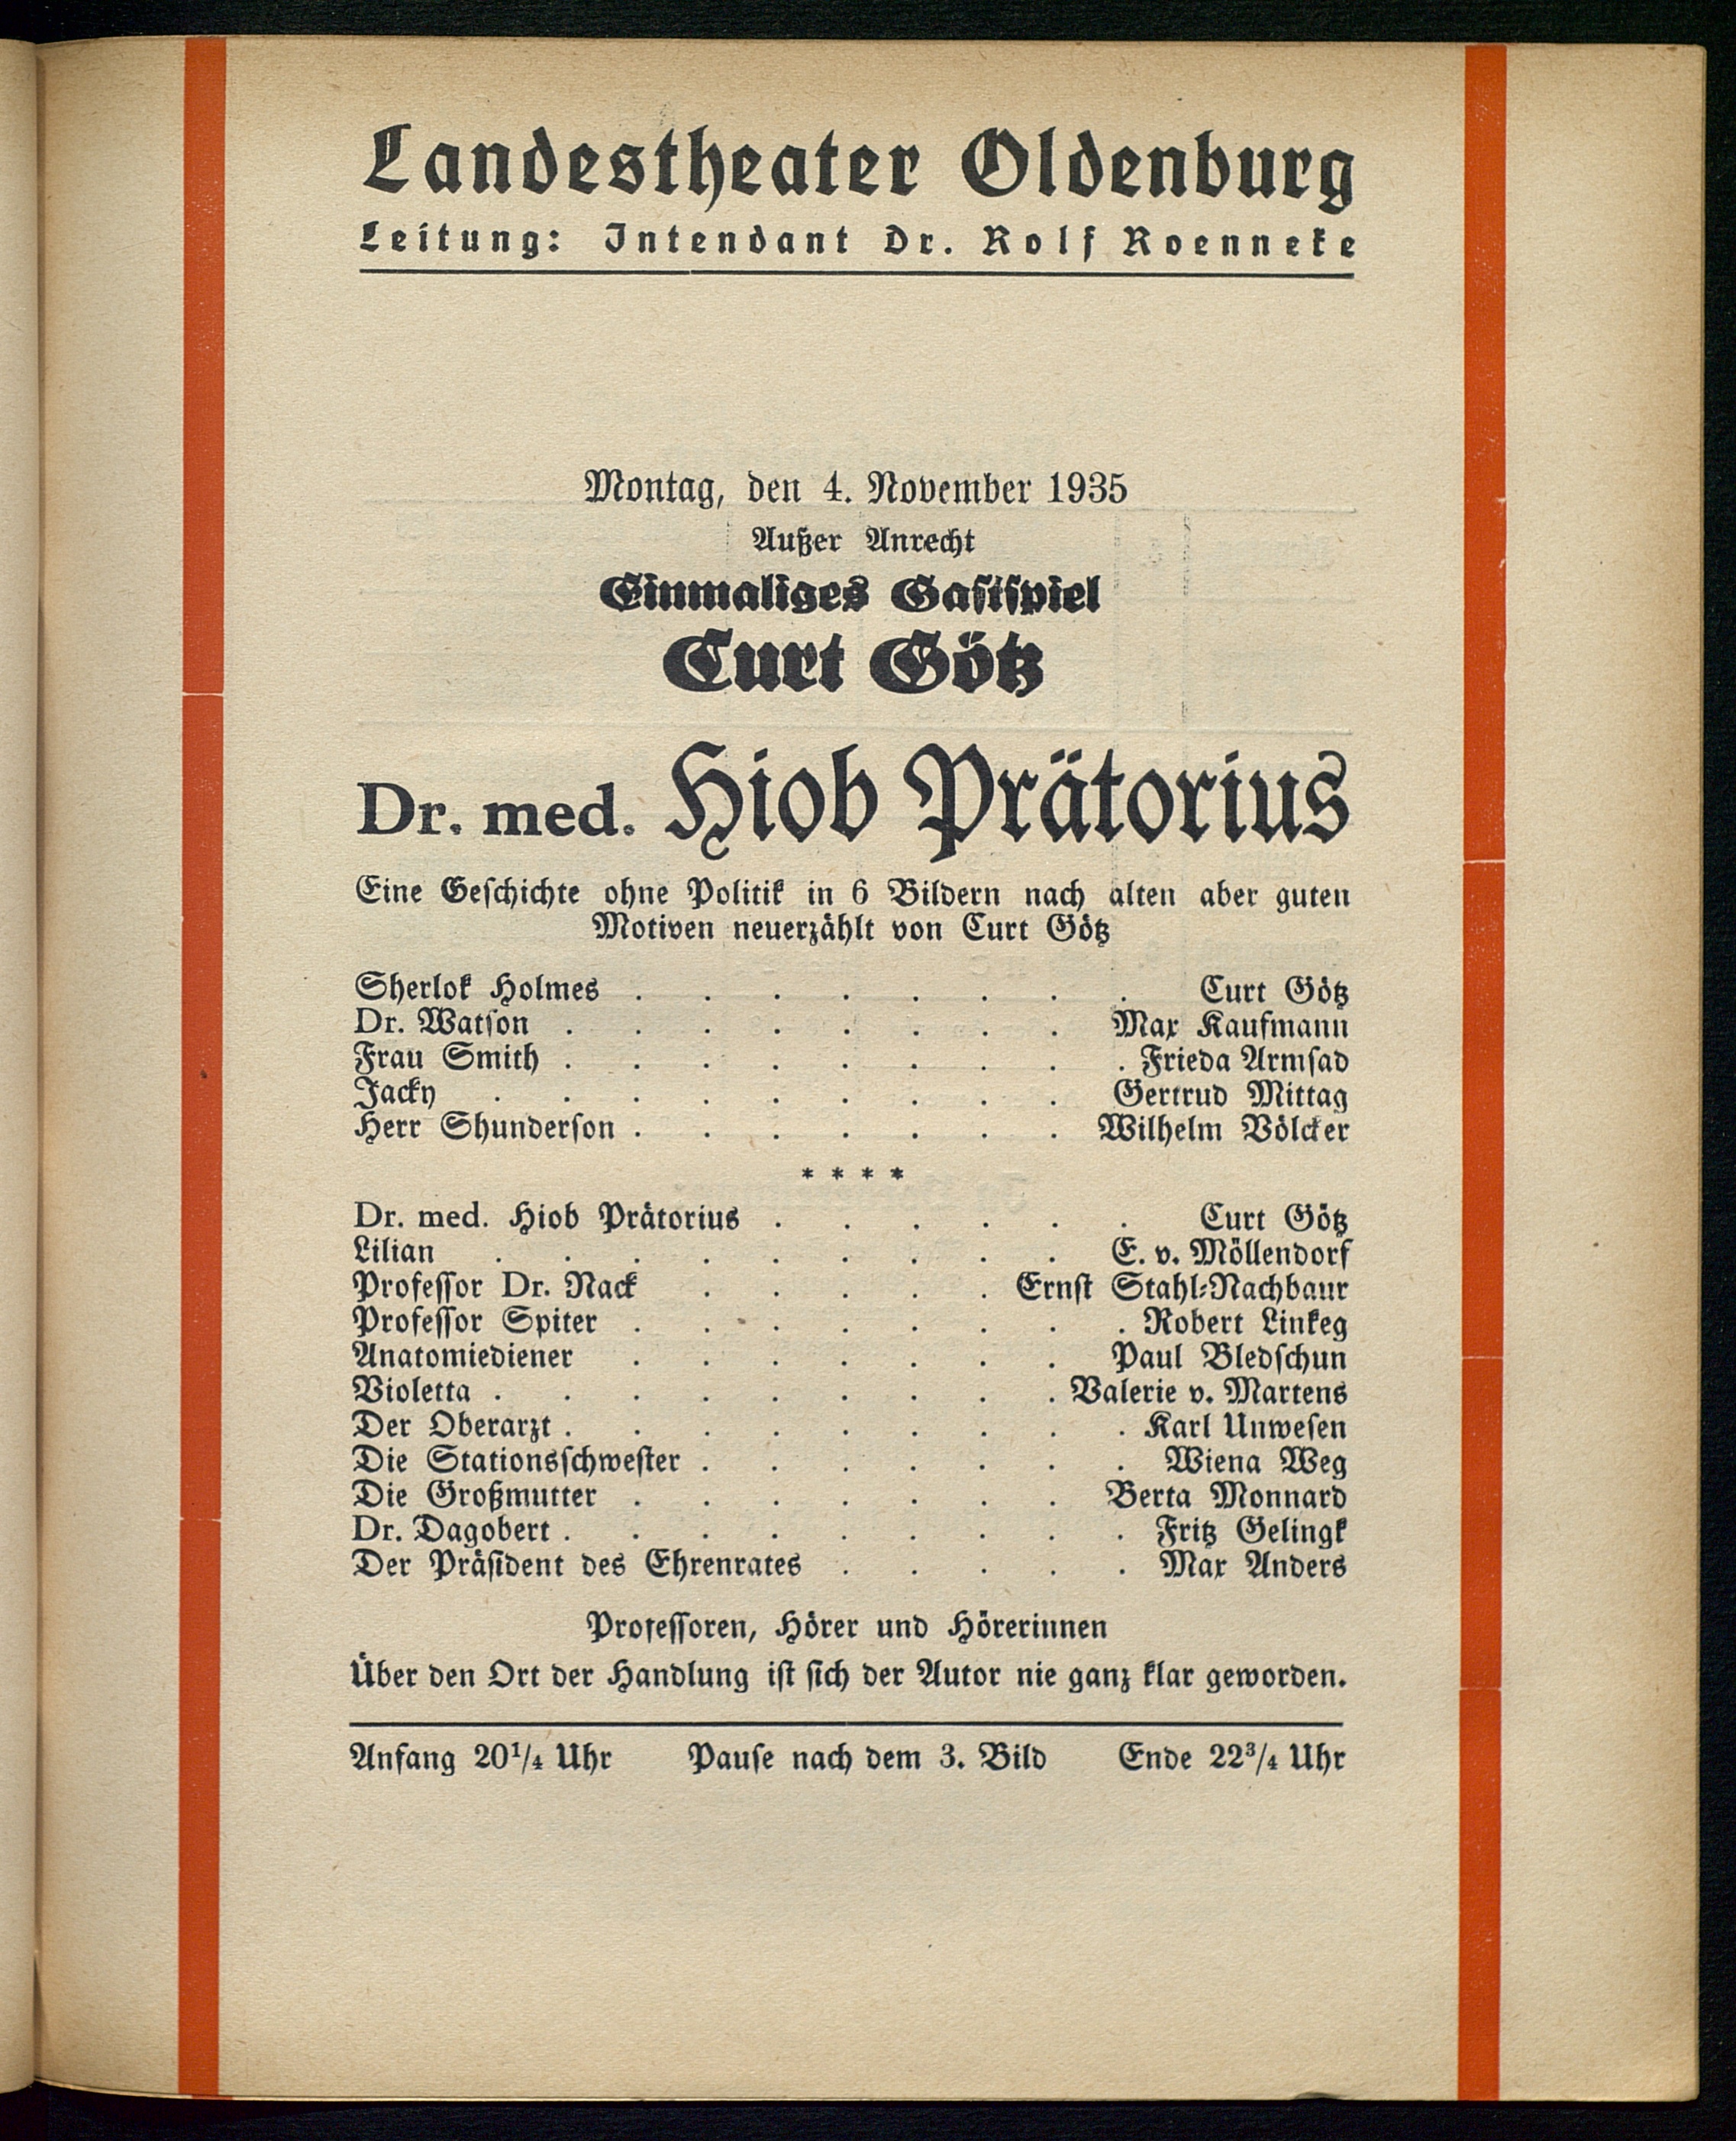 Landestheater Oldenburg
Leitung: Intendant Dr. Rolf Roenneke
Montag, den 4. November 1935
Außer Anrecht
Einmaliges Gastspiel
Curt Götz
Dr. med. Hiob Prätorius
Eine Geschichte ohne Politik in 6 Bildern nach alten aber guten
Motiven neuerzählt von Curt Götz
Sherlok Holmes . . . . . . . . Curt Götz
Dr. Watson . . . . . . . . Max Kaufmann
Frau Smith . . . . . . . . . Frieda Armsad
Jacky . . . . . . . . . Gertrud Mittag
Herr Shunderson . . . . . . . Wilhelm Völcker
* * * *
Dr. med. Hiob Prätorius . . . . . . Curt Götz
Lilian . . . . . . . . . E. v. Möllendorf
Professor Dr. Nack . . . . . Ernst Stahl-Nachbaur
Professor Spiter . . . . . . . . Robert Linkeg
Anatomiediener . . . . . . . Paul Bledschun
Violetta . . . . . . . . . Valerie v. Martens
Der Oberarzt . . . . . . . . . Karl Unwesen
Die Stationsschwester . . . . . . . Wiena Weg
Die Großmutter . . . . . . . Berta Monnard
Dr. Dagobert . . . . . . . . . Fritz Gelingk
Der Präsident des Ehrenrates . . . . . Max Anders
Professoren, Hörer und Hörerinnen
Über den Ort der Handlung ist sich der Autor nie ganz klar geworden.
Anfang 20¹/₄ Uhr Pause nach dem 3. Bild Ende 22³/₄ Uhr